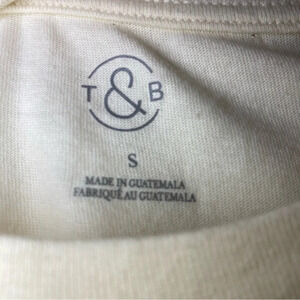 T & B
S
MADE IN GUATEMALA
FABRIQUÉ AU GUATEMALA